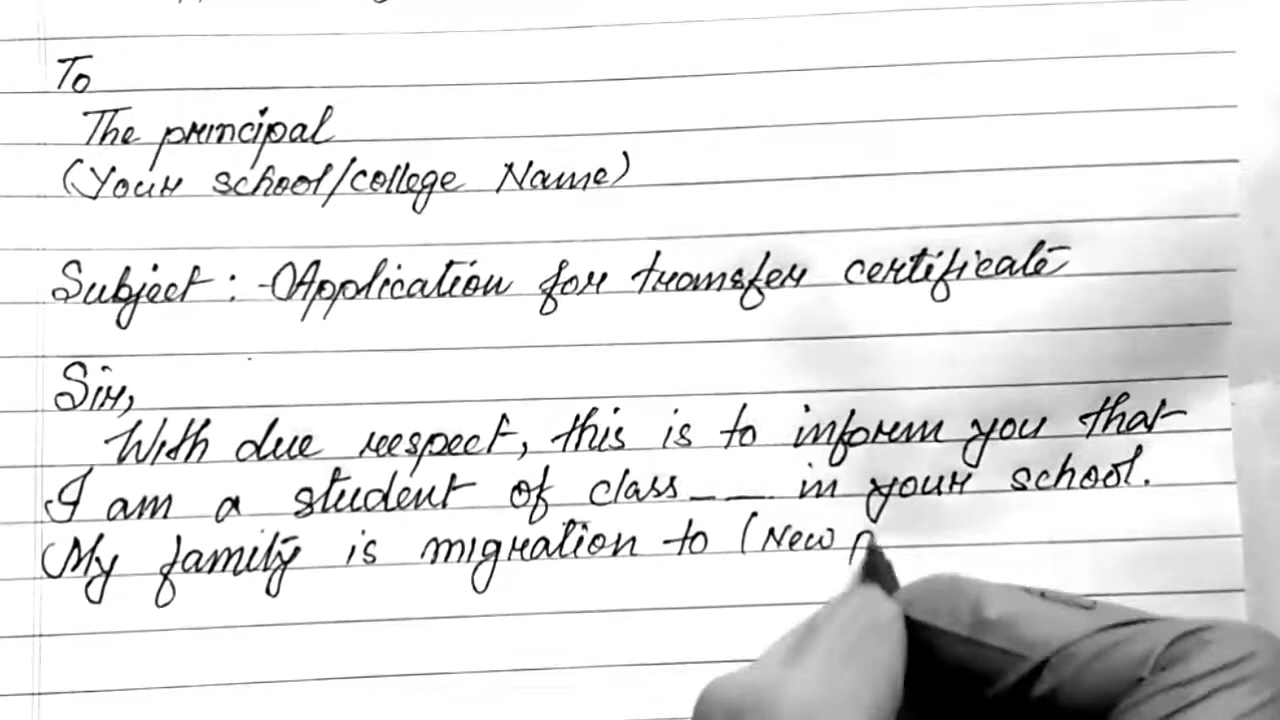 To
The principal
(Your school/college Name)
Subject: - Application for transfer certificate
Sir,
With due respect, this is to inform you that
I am a student of class __ in your school.
My family is migration to (New